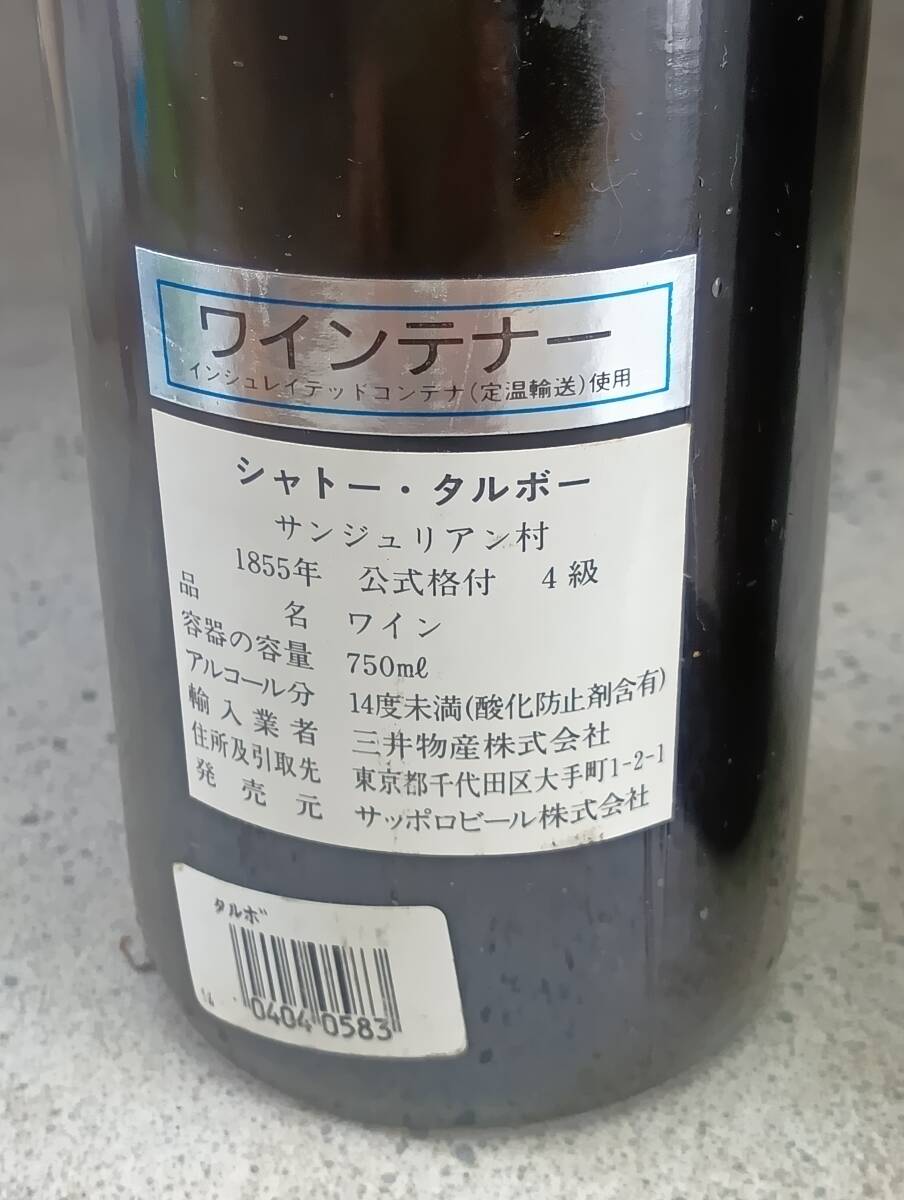 ワインテナー
インシュレイテッドコンテナ(定温輸送)使用
シャトー・タルボー
サンジュリアン村
1855年 公式格付 4級
品名 ワイン
容器の容量 750mℓ
アルコール分 14度未満(酸化防止剤含有)
輸入業者 三井物産株式会社
住所及引取先 東京都千代田区大手町1-2-1
発売元 サッポロビール株式会社
タルボ
14
0404 0583